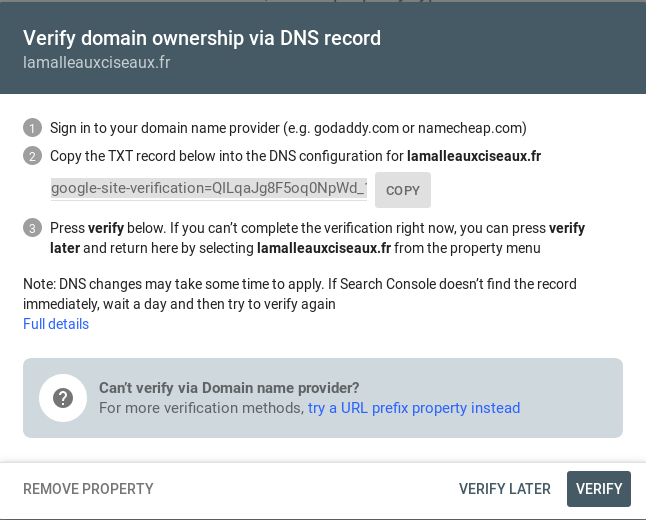 Verify domain ownership via DNS record
lamalleauxciseaux.fr
1 Sign in to your domain name provider (e.g. godaddy.com or namecheap.com)
2 Copy the TXT record below into the DNS configuration for lamalleauxciseaux.fr
google-site-verification=QILqaJg8F5oq0NpWd_
COPY
3 Press verify below. If you can't complete the verification right now, you can press verify
later and return here by selecting lamalleauxciseaux.fr from the property menu
Note: DNS changes may take some time to apply. If Search Console doesn't find the record
immediately, wait a day and then try to verify again
Full details
Can't verify via Domain name provider?
For more verification methods, try a URL prefix property instead
REMOVE PROPERTY
VERIFY LATER
VERIFY